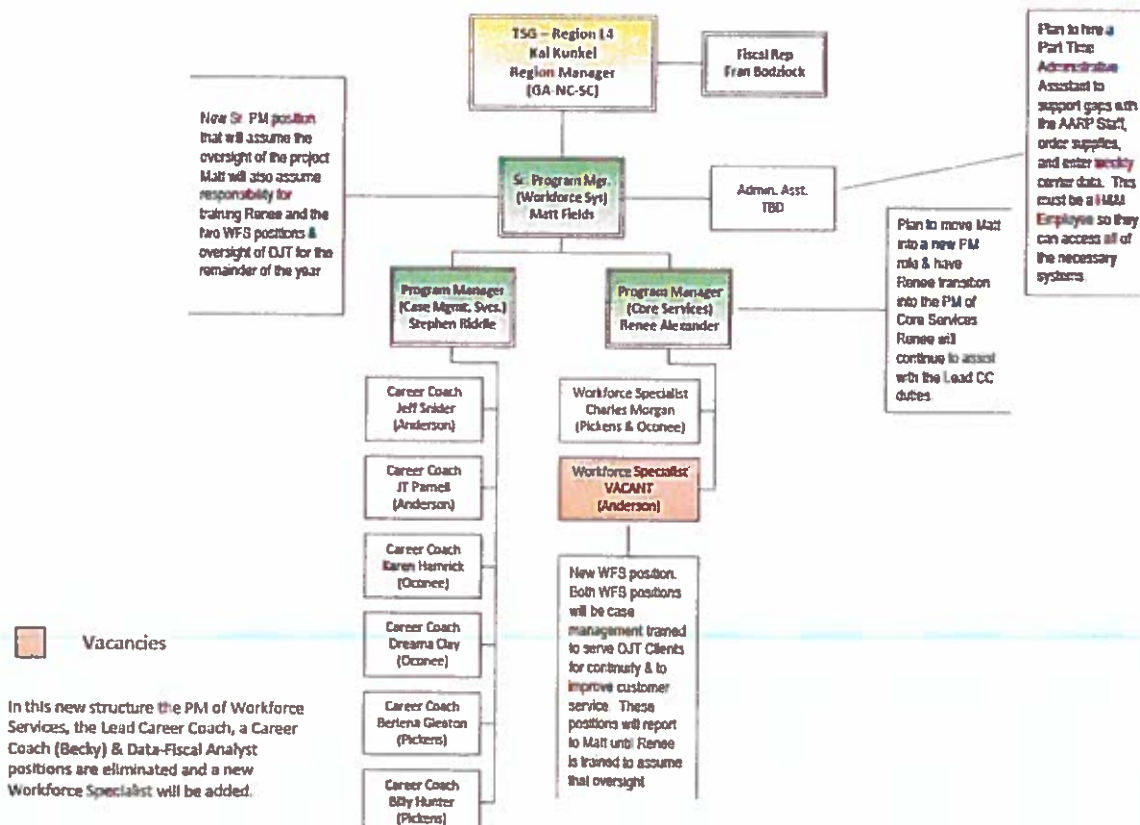 TSG – Region 14
Kal Kunkel
Region Manager
(GA-NC-SC)
Fiscal Rep
Fran Bodziock
Plan to hire a
Part Time
Administrative
Assistant to
support gaps with
the AARP Staff,
order supplies,
and enter weekly
center data. This
must be a
Employee so they
can access all of
the necessary
systems.
New Sr. PM position
that will assume the
oversight of the project
Matt will also assume
responsibility for
training Renee and the
two WFS positions &
oversight of OJT for the
remainder of the year
Sr. Program Mgr.
(Workforce Sys)
Matt Fields
Admin. Asst.
TBD
Plan to move Matt
into a new PM
role & have
Renee transition
into the PM of
Core Services
Renee will
continue to assist
with the Lead CC
duties.
Program Manager
(Case Mgmt. Svcs.)
Stephen Riddle
Program Manager
(Core Services)
Renee Alexander
Career Coach
Jeff Snider
(Anderson)
Career Coach
JT Parnell
(Anderson)
Career Coach
Karen Hamrick
(Oconee)
Career Coach
Dreama Clay
(Oconee)
Career Coach
Berlena Gleaton
(Pickens)
Career Coach
Billy Hunter
(Pickens)
Workforce Specialist
Charles Morgan
(Pickens & Oconee)
Workforce Specialist
VACANT
(Anderson)
New WFS position.
Both WFS positions
will be case
management trained
to serve OJT Clients
for continuity & to
improve customer
service. These
positions will report
to Matt until Renee
is trained to assume
that oversight
Vacancies
In this new structure the PM of Workforce
Services, the Lead Career Coach, a Career
Coach (Becky) & Data-Fiscal Analyst
positions are eliminated and a new
Workforce Specialist will be added.